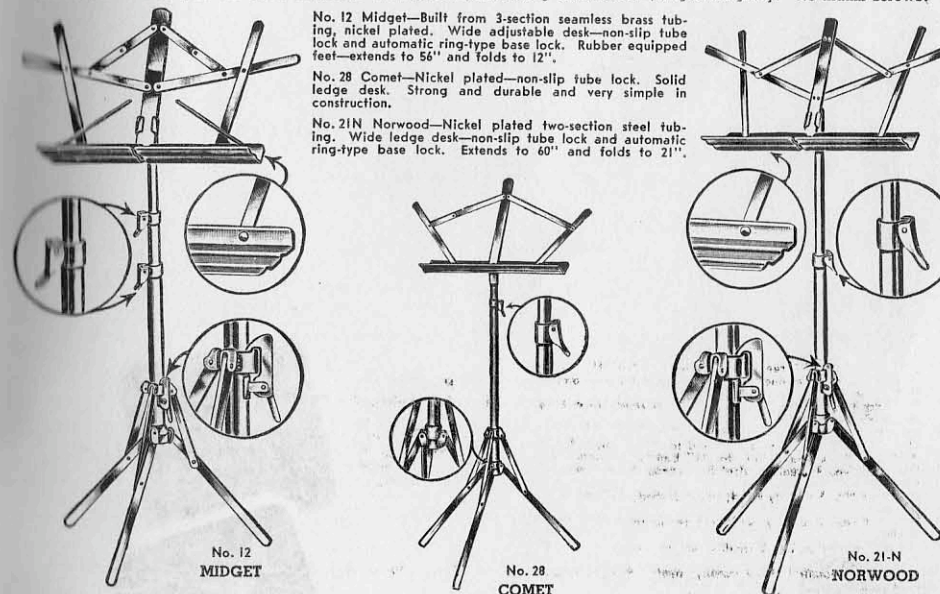 No. 12 Midget—Built from 3-section seamless brass tub-
ing, nickel plated. Wide adjustable desk—non-slip tube
lock and automatic ring-type base lock. Rubber equipped
feet—extends to 56" and folds to 12".
No. 28 Comet—Nickel plated—non-slip tube lock. Solid
ledge desk. Strong and durable and very simple in
construction.
No. 21N Norwood—Nickel plated two-section steel tub-
ing. Wide ledge desk—non-slip tube lock and automatic
ring-type base lock. Extends to 60" and folds to 21".
No. 12
MIDGET
No. 28
COMET
No. 21-N
NORWOOD